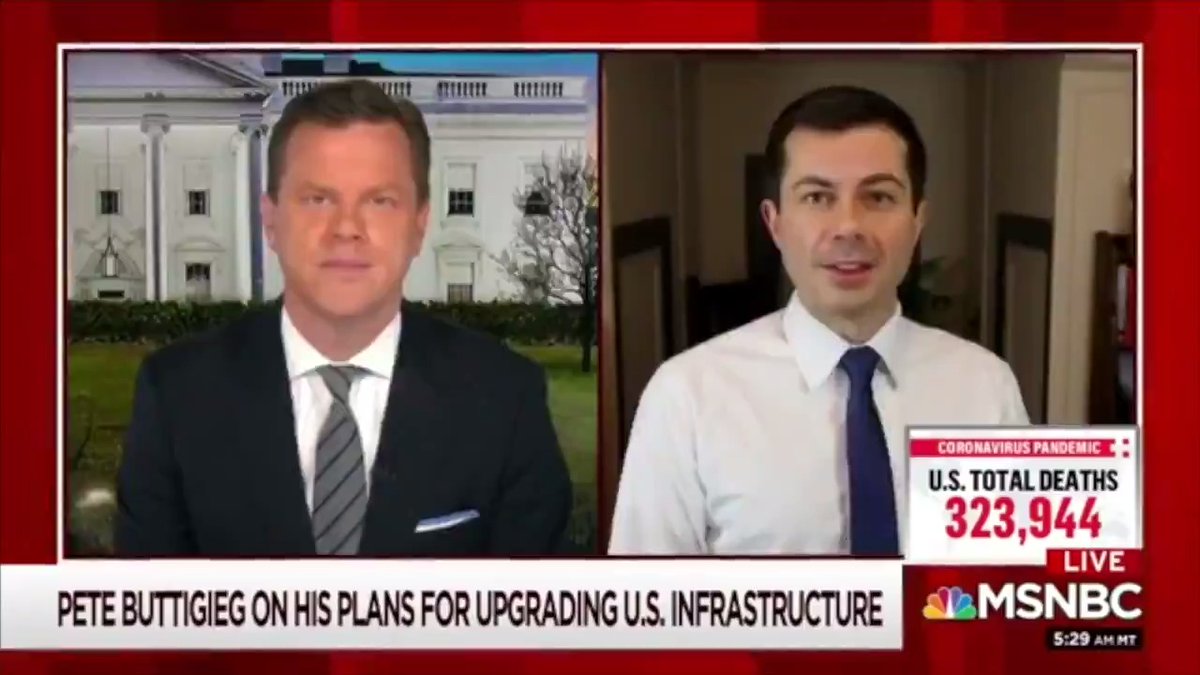 CORONAVIRUS PANDEMIC
U.S. TOTAL DEATHS
323,944
LIVE
PETE BUTTIGIEG ON HIS PLANS FOR UPGRADING U.S. INFRASTRUCTURE
MSNBC
5:29 AM MT